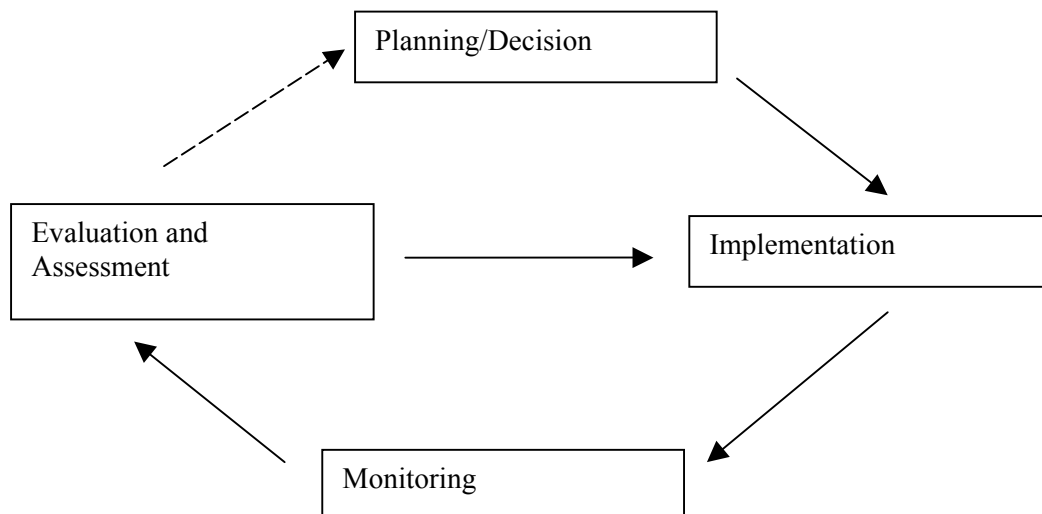 Planning/Decision
Evaluation and
Assessment
Implementation
Monitoring